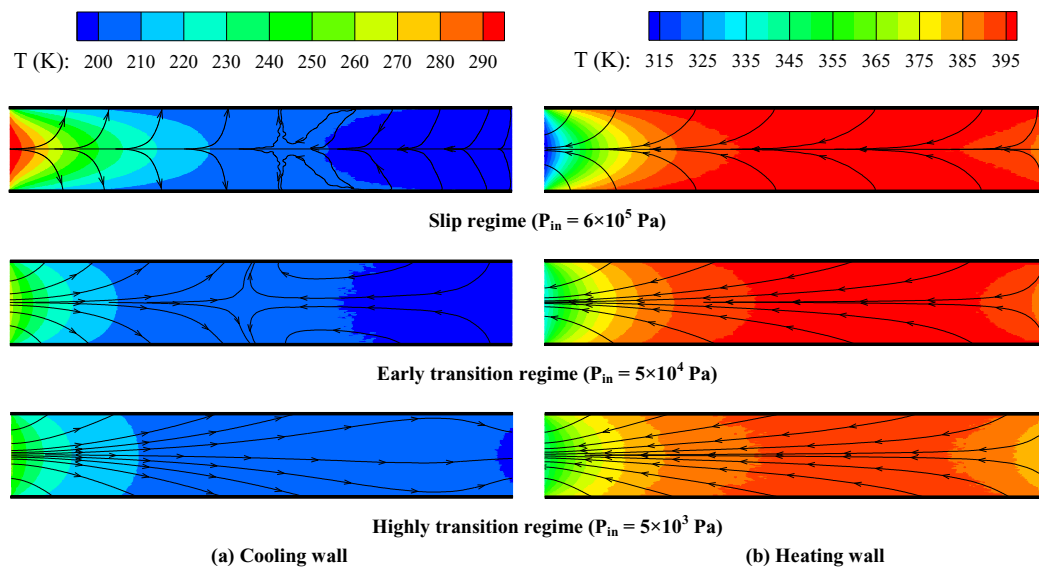 T (K): 200 210 220 240 260 270 280 290
T (K): 315 325 335 345 355 365 375 385 395
Slip regime (Pin = 6×10⁵ Pa)
Early transition regime (Pin = 5×10⁴ Pa)
Highly transition regime (Pin = 5×10³ Pa)
(a) Cooling wall
(b) Heating wall